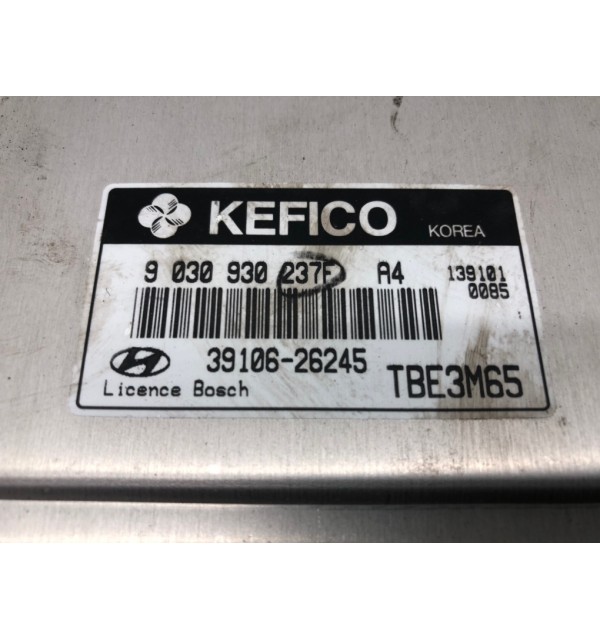 KEFICO KOREA
9 030 930 237F A4 139101
0085
39106-26245
Licence Bosch TBE3M65